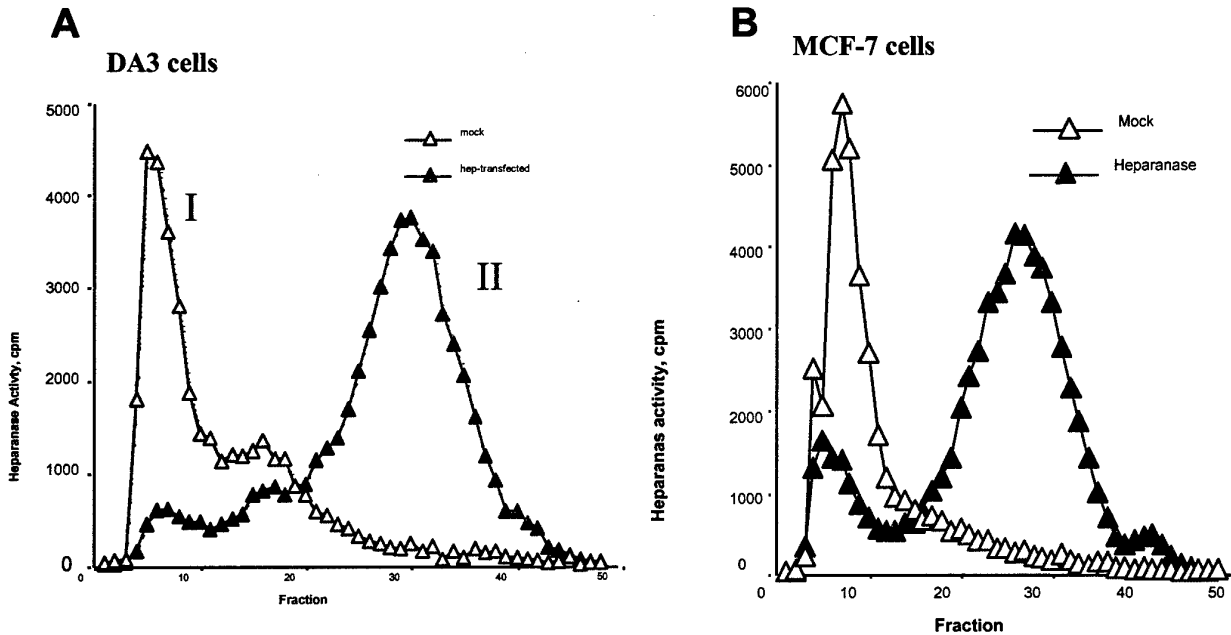 A
DA3 cells
5000
4000
3000
2000
1000
0
mock
hep-transfected
I
II
Heparanase Activty, cpm
0 10 20 30 40 50
Fraction
B
MCF-7 cells
6000
5000
4000
3000
2000
1000
0
Mock
Heparanase
Heparanas activity, cpm
0 10 20 30 40 50
Fraction